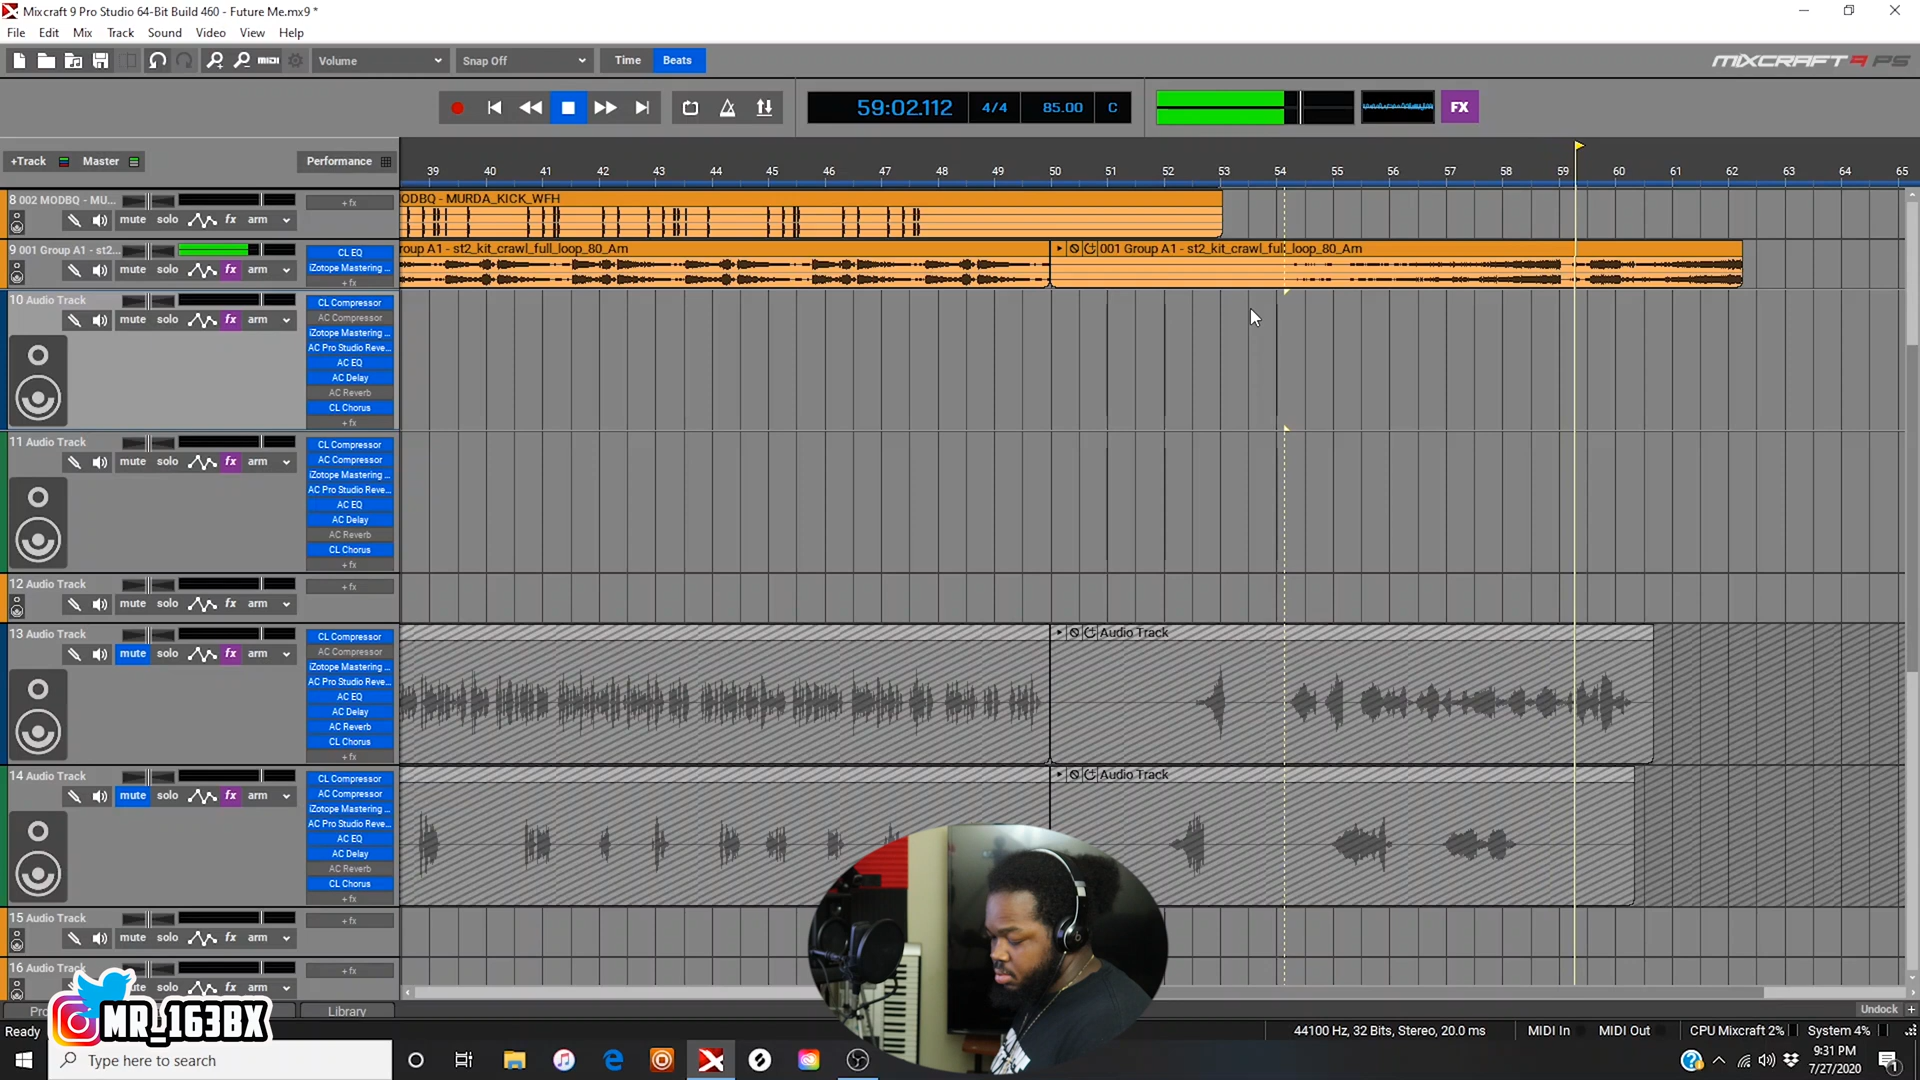 Mixcraft 9 Pro Studio 64-Bit Build 460 - Future Me.mx9 *
File Edit Mix Track Sound Video View Help
MIDI Volume Snap Off Time Beats MIXCRAFT 9 PS
59:02.112 4/4 85.00 C FX
+Track Master Performance
39 40 41 42 43 44 45 46 47 48 49 50 51 52 53 54 55 56 57 58 59 60 61 62 63 64 65
8 002 MODBQ - MU... +fx ODBQ - MURDA_KICK_WFH
mute solo fx arm
9 001 Group A1 - st2... CL EQ roup A1 - st2_kit_crawl_full_loop_80_Am 001 Group A1 - st2_kit_crawl_full_loop_80_Am
mute solo fx arm iZotope Mastering ...
+fx
10 Audio Track CL Compressor
mute solo fx arm AC Compressor
iZotope Mastering ...
AC Pro Studio Reve...
AC EQ
AC Delay
AC Reverb
CL Chorus
+fx
11 Audio Track CL Compressor
mute solo fx arm AC Compressor
iZotope Mastering ...
AC Pro Studio Reve...
AC EQ
AC Delay
AC Reverb
CL Chorus
+fx
12 Audio Track +fx
mute solo fx arm
13 Audio Track CL Compressor Audio Track
mute solo fx arm AC Compressor
iZotope Mastering ...
AC Pro Studio Reve...
AC EQ
AC Delay
AC Reverb
CL Chorus
+fx
14 Audio Track CL Compressor Audio Track
mute solo fx arm AC Compressor
iZotope Mastering ...
AC Pro Studio Reve...
AC EQ
AC Delay
AC Reverb
CL Chorus
+fx
15 Audio Track +fx
mute solo fx arm
16 Audio Track +fx
mute solo fx arm
Library Undock
MR_163BX
Ready 44100 Hz, 32 Bits, Stereo, 20.0 ms MIDI In MIDI Out CPU Mixcraft 2% System 4%
Type here to search 9:31 PM
7/27/2020